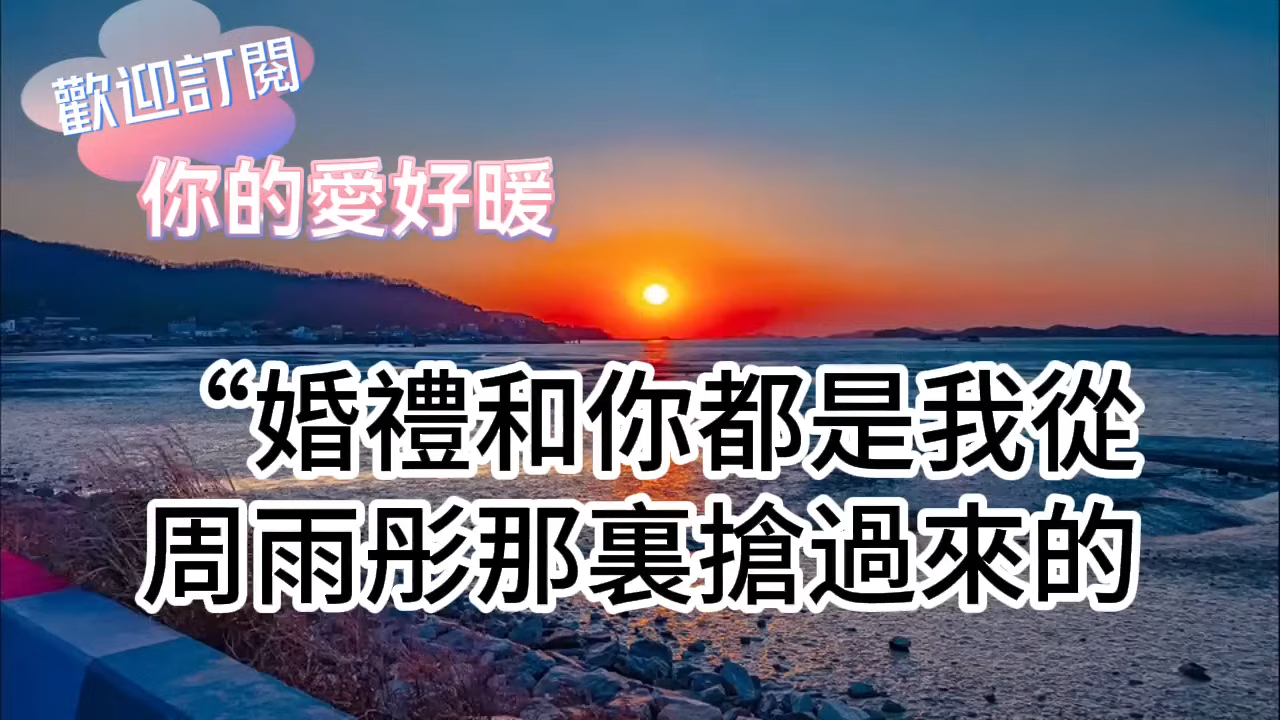 歡迎訂閱
你的愛好暖
“婚禮和你都是我從
周雨彤那裏搶過來的